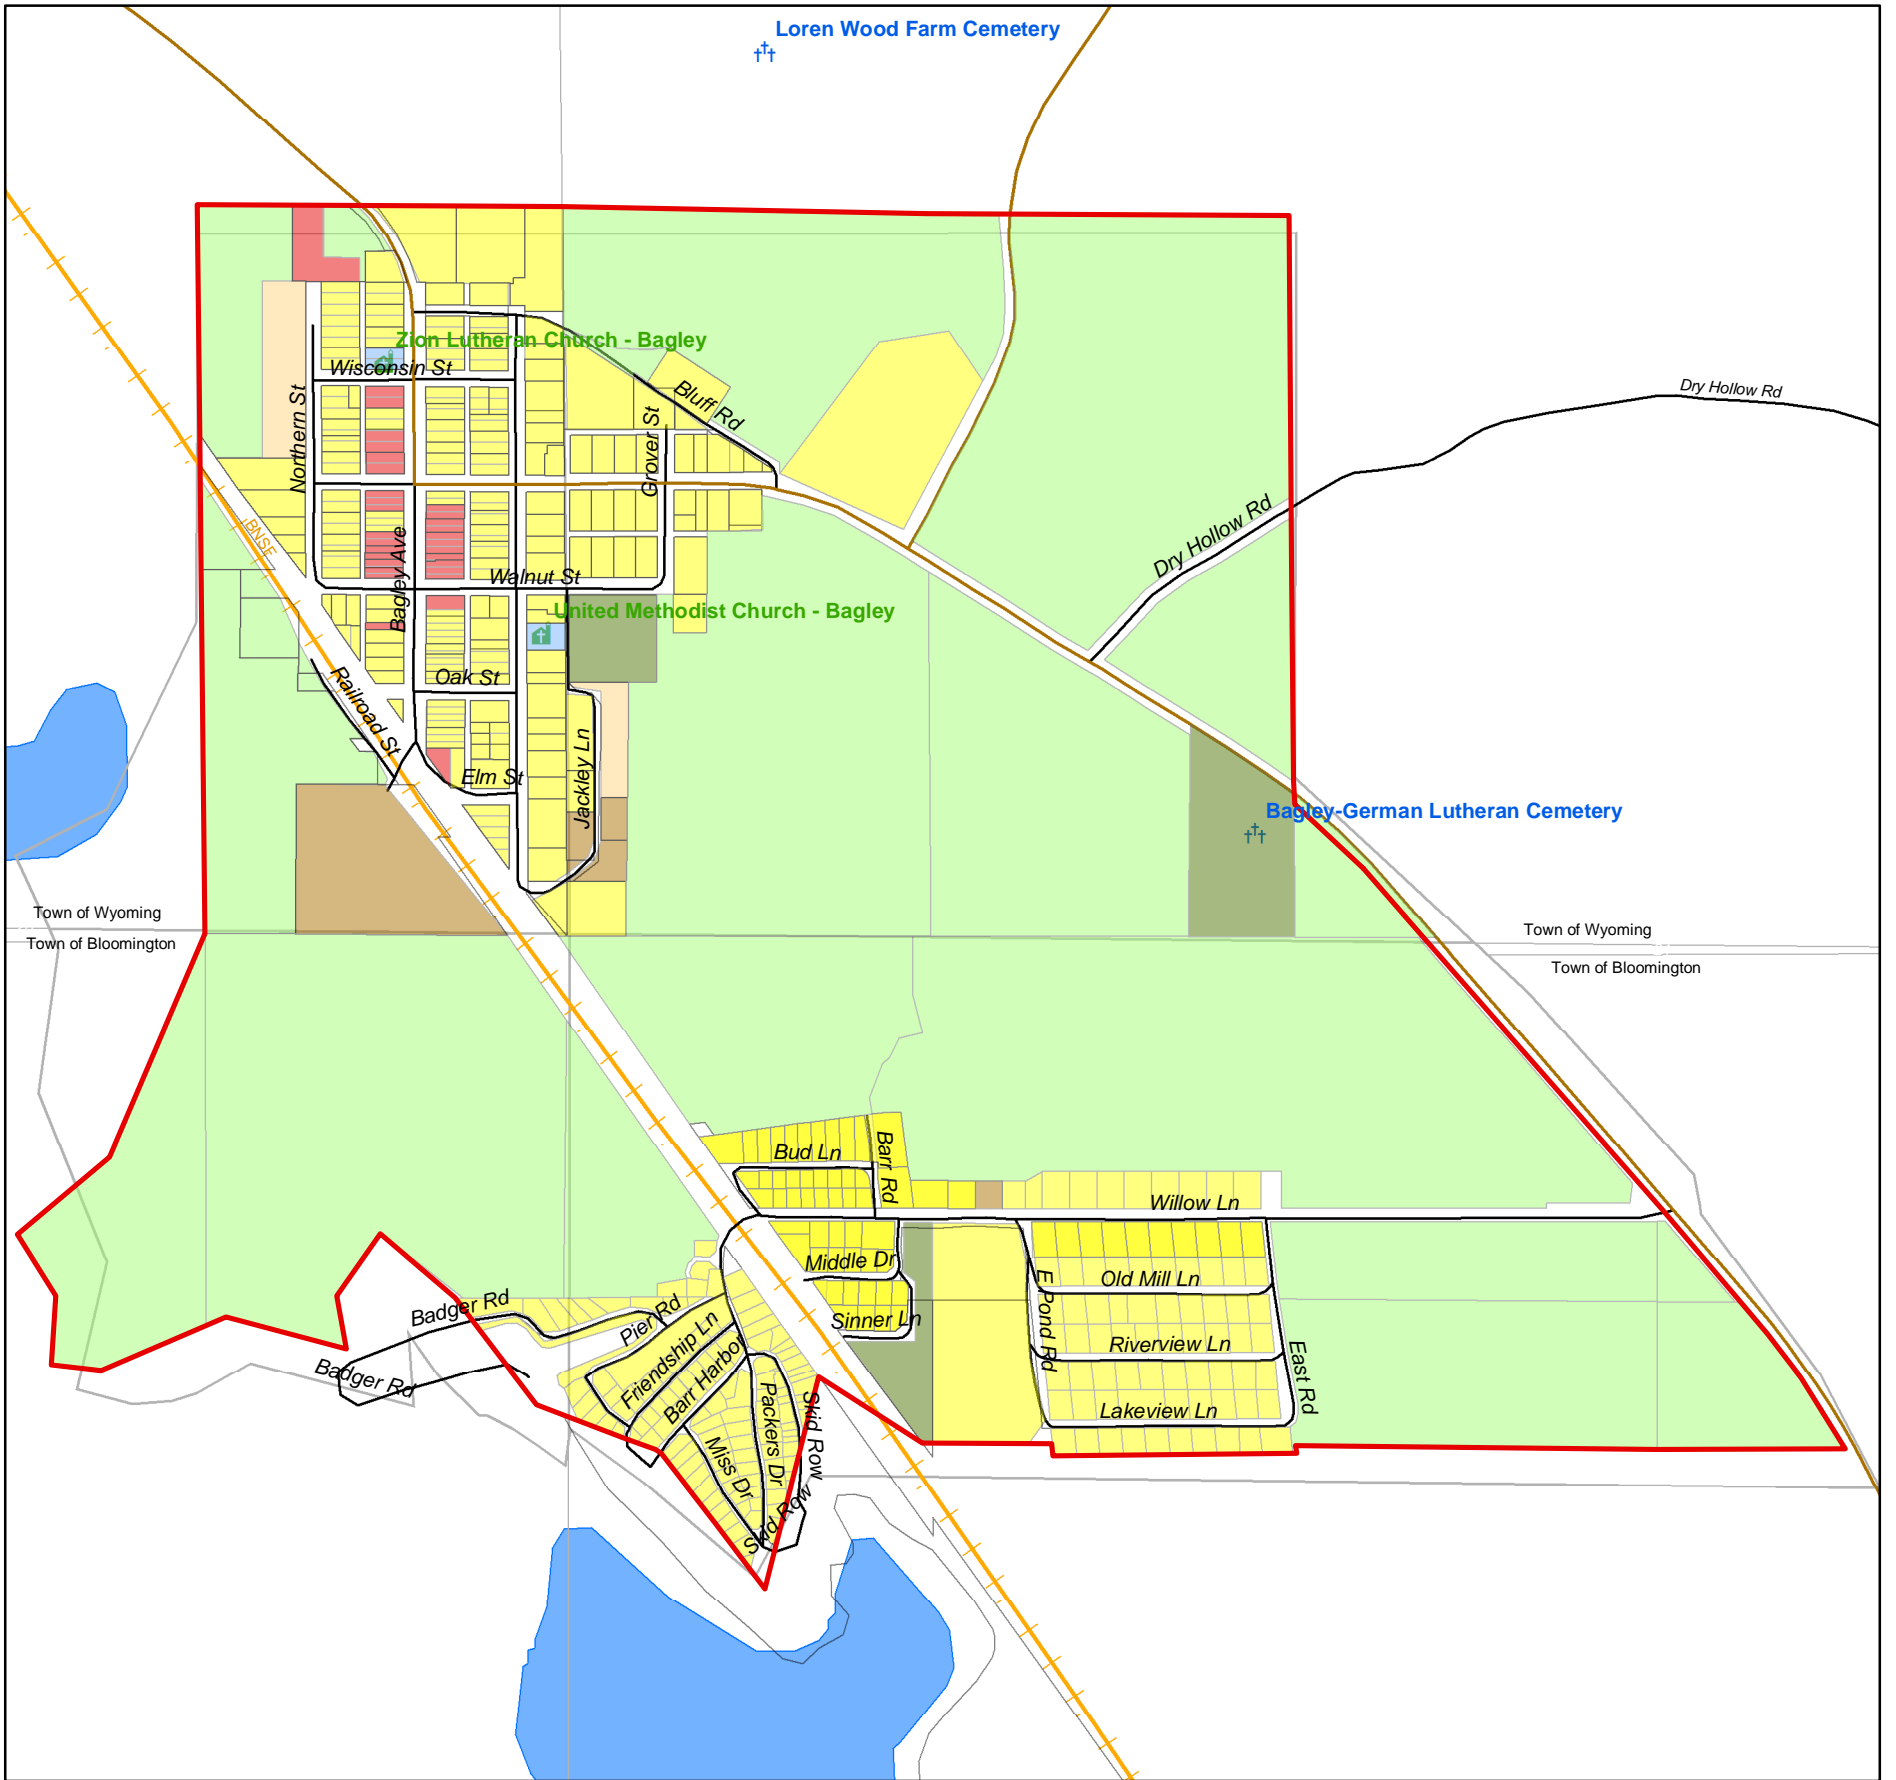 Loren Wood Farm Cemetery
Zion Lutheran Church - Bagley
Wisconsin St
Bluff Rd
Dry Hollow Rd
Northern St
Grover St
Dry Hollow Rd
BNSF
Bagley Ave
Walnut St
United Methodist Church - Bagley
Oak St
Railroad St
Jackley Ln
Elm St
Bagley-German Lutheran Cemetery
Town of Wyoming
Town of Bloomington
Town of Wyoming
Town of Bloomington
Bud Ln
Barr Rd
Willow Ln
Middle Dr
Old Mill Ln
E Pond Rd
Badger Rd
Pier Rd
Sinner Ln
Friendship Ln
Riverview Ln
Barr Harbor
East Rd
Badger Rd
Packers Dr
Skid Row
Lakeview Ln
Miss Dr
Skid Row